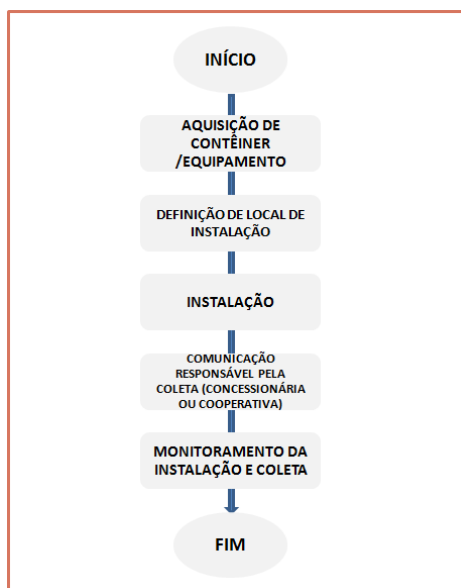 INÍCIO
AQUISIÇÃO DE
CONTÊINER
/EQUIPAMENTO
DEFINIÇÃO DE LOCAL DE
INSTALAÇÃO
INSTALAÇÃO
COMUNICAÇÃO
RESPONSÁVEL PELA
COLETA (CONCESSIONÁRIA
OU COOPERATIVA)
MONITORAMENTO DA
INSTALAÇÃO E COLETA
FIM